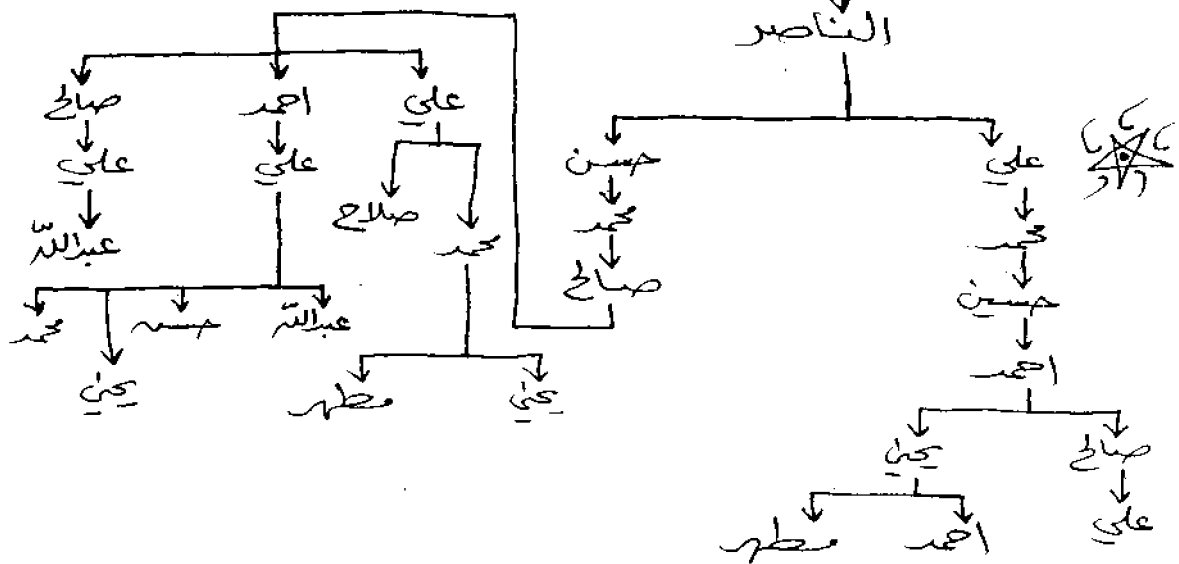 الناصر
علي احمد صالح
حسن علي
علي علي
محمد
صلاح
محمد
محمد
عبدالله
صالح
حسين
عبدالله حسن محمد
احمد
يحيى مطهر
يحيى
صالح يحيى
علي
احمد مطهر